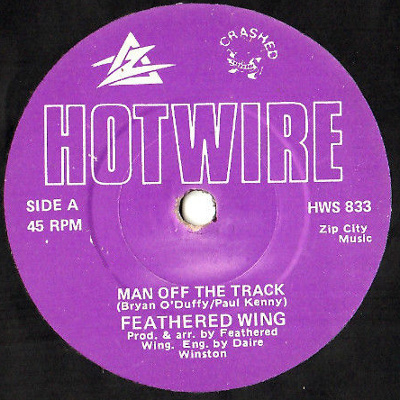 CRASHED
HOTWIRE
SIDE A
45 RPM
HWS 833
Zip City
Music
MAN OFF THE TRACK
(Bryan O'Duffy/Paul Kenny)
FEATHERED WING
Prod. & arr. by Feathered
Wing. Eng. by Daire
Winston